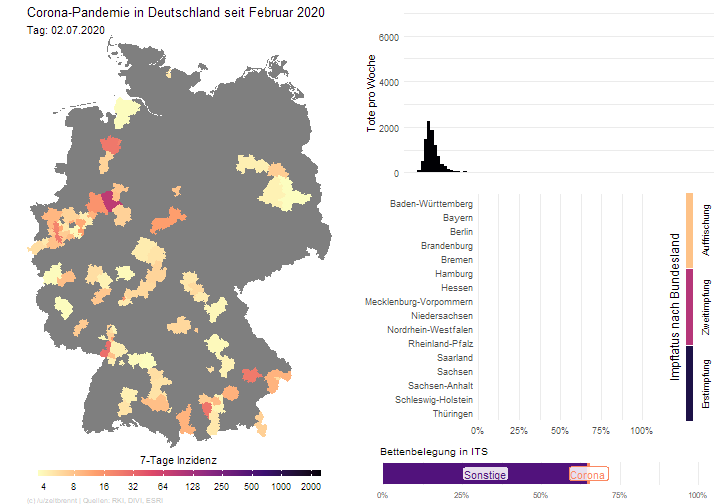 Corona-Pandemie in Deutschland seit Februar 2020
Tag: 02.07.2020
7-Tage Inzidenz
4 8 16 32 64 128 250 500 1000 2000
(c) /u/zeitbrennt | Quellen: RKI, DIVI, ESRI
Tote pro Woche
6000
4000
2000
0
Baden-Württemberg
Bayern
Berlin
Brandenburg
Bremen
Hamburg
Hessen
Mecklenburg-Vorpommern
Niedersachsen
Nordrhein-Westfalen
Rheinland-Pfalz
Saarland
Sachsen
Sachsen-Anhalt
Schleswig-Holstein
Thüringen
0% 25% 50% 75% 100%
Impfstatus nach Bundesland
Auffrischung
Zweitimpfung
Erstimpfung
Bettenbelegung in ITS
Sonstige
Corona
0% 25% 50% 75% 100%